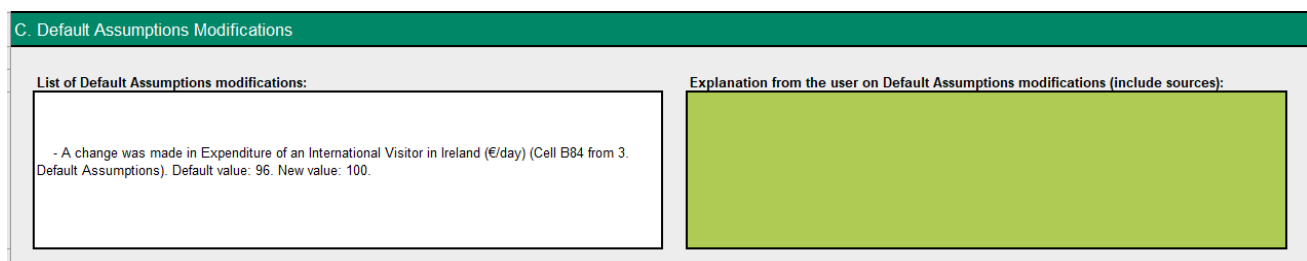 C. Default Assumptions Modifications
List of Default Assumptions modifications:
Explanation from the user on Default Assumptions modifications (include sources):
- A change was made in Expenditure of an International Visitor in Ireland (€/day) (Cell B84 from 3.
Default Assumptions). Default value: 96. New value: 100.